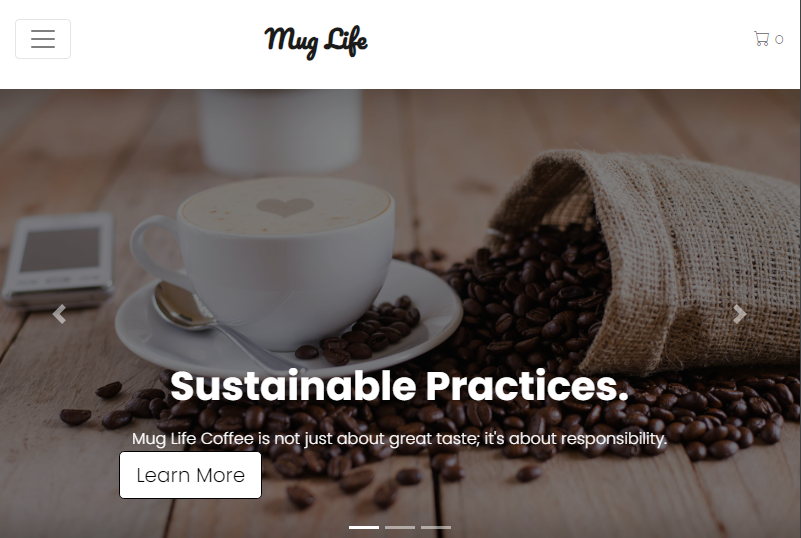 Mug Life
0
Sustainable Practices.
Mug Life Coffee is not just about great taste; it's about responsibility.
Learn More